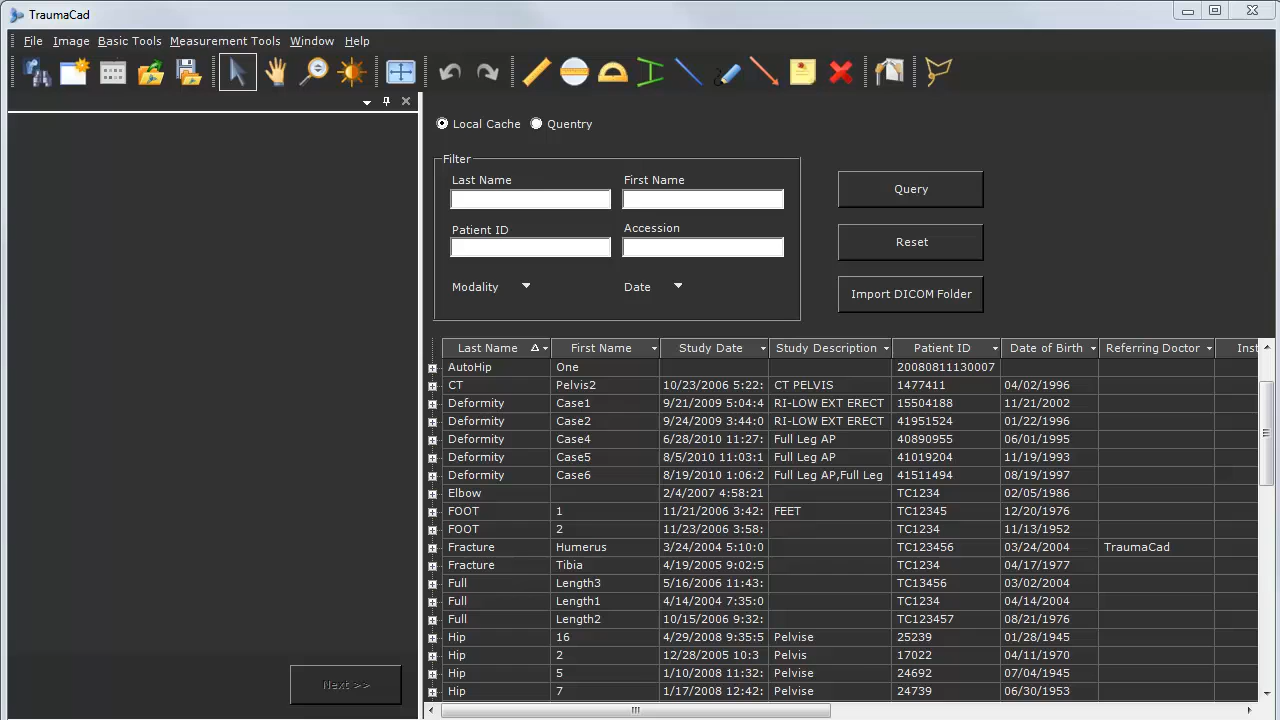 TraumaCad
File Image Basic Tools Measurement Tools Window Help
Local Cache Quentry
Filter
Last Name First Name
Query
Patient ID Accession
Reset
Modality Date
Import DICOM Folder
Last Name First Name Study Date Study Description Patient ID Date of Birth Referring Doctor Inst
AutoHip One 20080811130007
CT Pelvis2 10/23/2006 5:22: CT PELVIS 1477411 04/02/1996
Deformity Case1 9/21/2009 5:04:4 RI-LOW EXT ERECT 15504188 11/21/2002
Deformity Case2 9/24/2009 3:44:0 RI-LOW EXT ERECT 41951524 01/22/1996
Deformity Case4 6/28/2010 11:27: Full Leg AP 40890955 06/01/1995
Deformity Case5 8/5/2010 11:03:1 Full Leg AP 41019204 11/19/1993
Deformity Case6 8/19/2010 1:06:2 Full Leg AP,Full Leg 41511494 08/19/1997
Elbow 2/4/2007 4:58:21 TC1234 02/05/1986
FOOT 1 11/21/2006 3:42: FEET TC12345 12/20/1976
FOOT 2 11/23/2006 3:58: TC1234 11/13/1952
Fracture Humerus 3/24/2004 5:10:0 TC123456 03/24/2004 TraumaCad
Fracture Tibia 4/19/2005 9:02:5 TC1234 04/17/1977
Full Length3 5/16/2006 11:43: TC13456 03/02/2004
Full Length1 4/14/2004 7:35:0 TC1234 04/14/2004
Full Length2 10/15/2006 9:32: TC123457 08/21/1976
Hip 16 4/29/2008 9:35:5 Pelvise 25239 01/28/1945
Hip 2 12/28/2005 10:3 Pelvis 17022 04/11/1970
Hip 5 1/10/2008 11:32: Pelvise 24692 07/04/1945
Hip 7 1/17/2008 12:42: Pelvise 24739 06/30/1953
Next >>